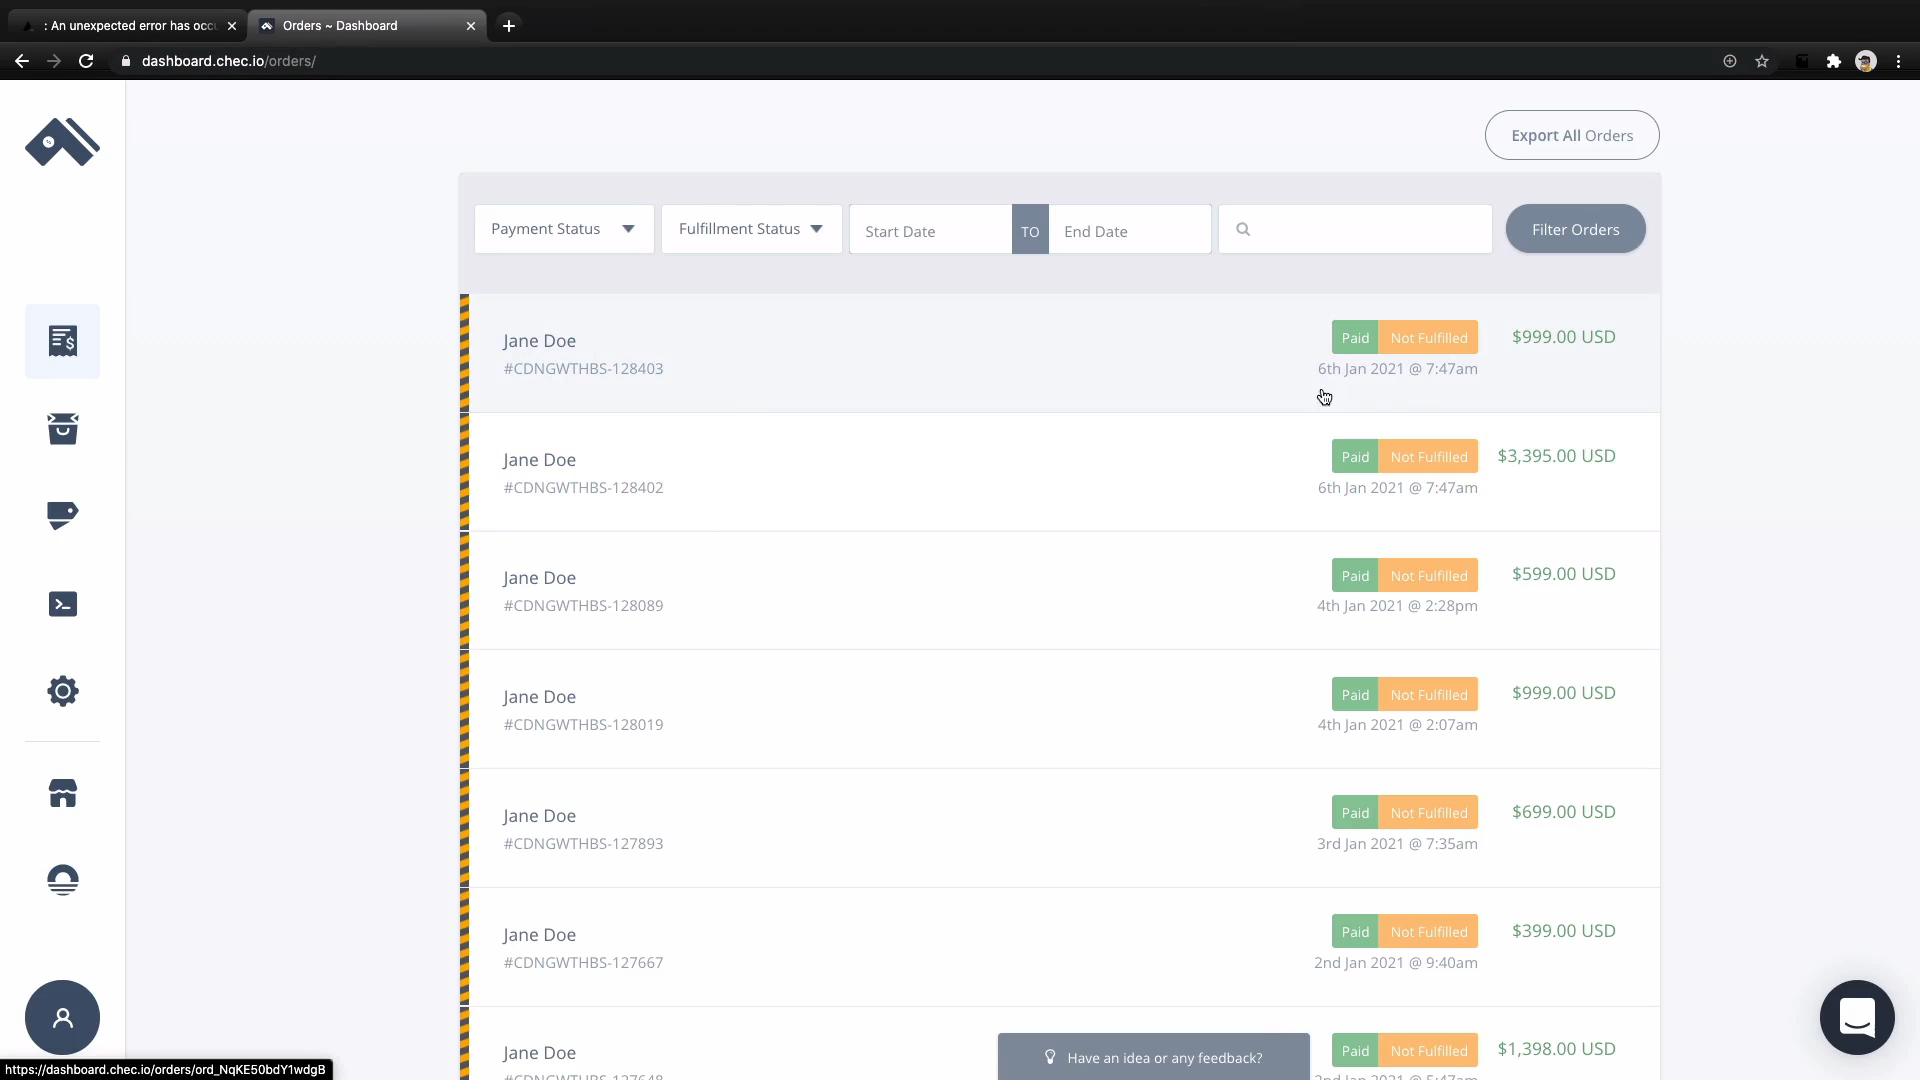 : An unexpected error has occu
Orders ~ Dashboard
dashboard.chec.io/orders/
Export All Orders
Payment Status
Fulfillment Status
Start Date
TO
End Date
Filter Orders
Jane Doe
Paid
Not Fulfilled
$999.00 USD
#CDNGWTHBS-128403
6th Jan 2021 @ 7:47am
Jane Doe
Paid
Not Fulfilled
$3,395.00 USD
#CDNGWTHBS-128402
6th Jan 2021 @ 7:47am
Jane Doe
Paid
Not Fulfilled
$599.00 USD
#CDNGWTHBS-128089
4th Jan 2021 @ 2:28pm
Jane Doe
Paid
Not Fulfilled
$999.00 USD
#CDNGWTHBS-128019
4th Jan 2021 @ 2:07am
Jane Doe
Paid
Not Fulfilled
$699.00 USD
#CDNGWTHBS-127893
3rd Jan 2021 @ 7:35am
Jane Doe
Paid
Not Fulfilled
$399.00 USD
#CDNGWTHBS-127667
2nd Jan 2021 @ 9:40am
Jane Doe
Paid
Not Fulfilled
$1,398.00 USD
#CDNGWTHBS-127648
2nd Jan 2021 @ 5:47am
Have an idea or any feedback?
https://dashboard.chec.io/orders/ord_NqKE50bdY1wdgB